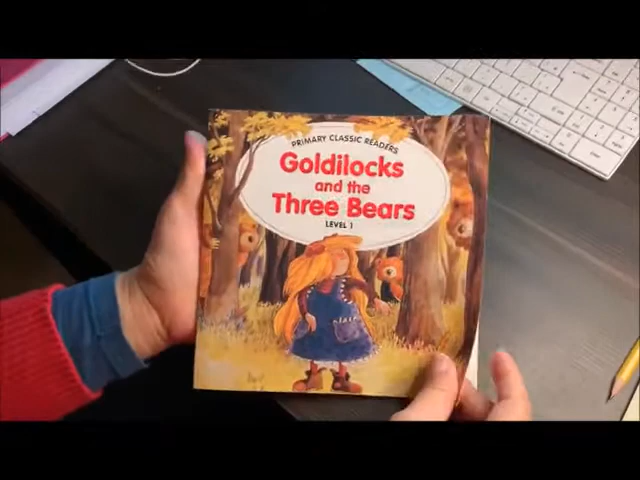 PRIMARY CLASSIC READERS
Goldilocks
and the
Three Bears
LEVEL 1